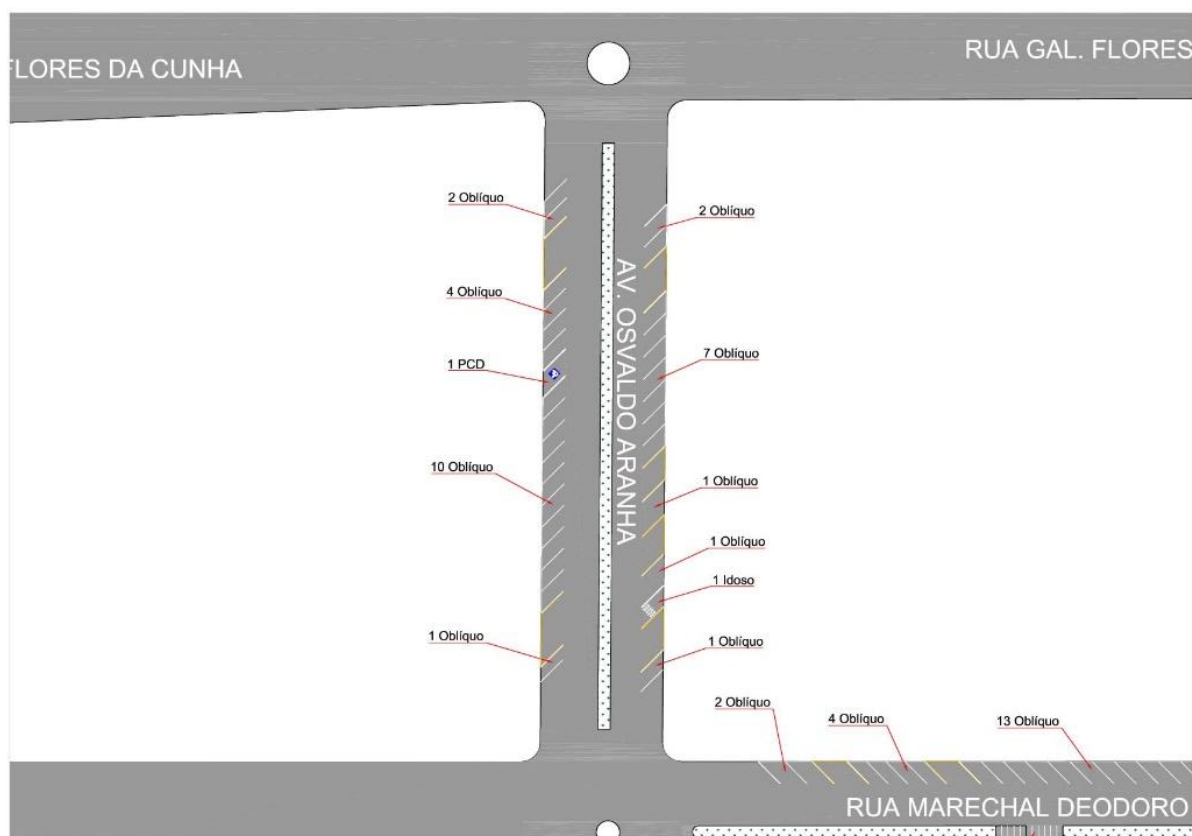 FLORES DA CUNHA
RUA GAL. FLORES
2 Oblíquo
2 Oblíquo
4 Oblíquo
AV. OSVALDO ARANHA
7 Oblíquo
1 PCD
10 Oblíquo
1 Oblíquo
1 Oblíquo
1 Idoso
1 Oblíquo
1 Oblíquo
2 Oblíquo
4 Oblíquo
13 Oblíquo
RUA MARECHAL DEODORO